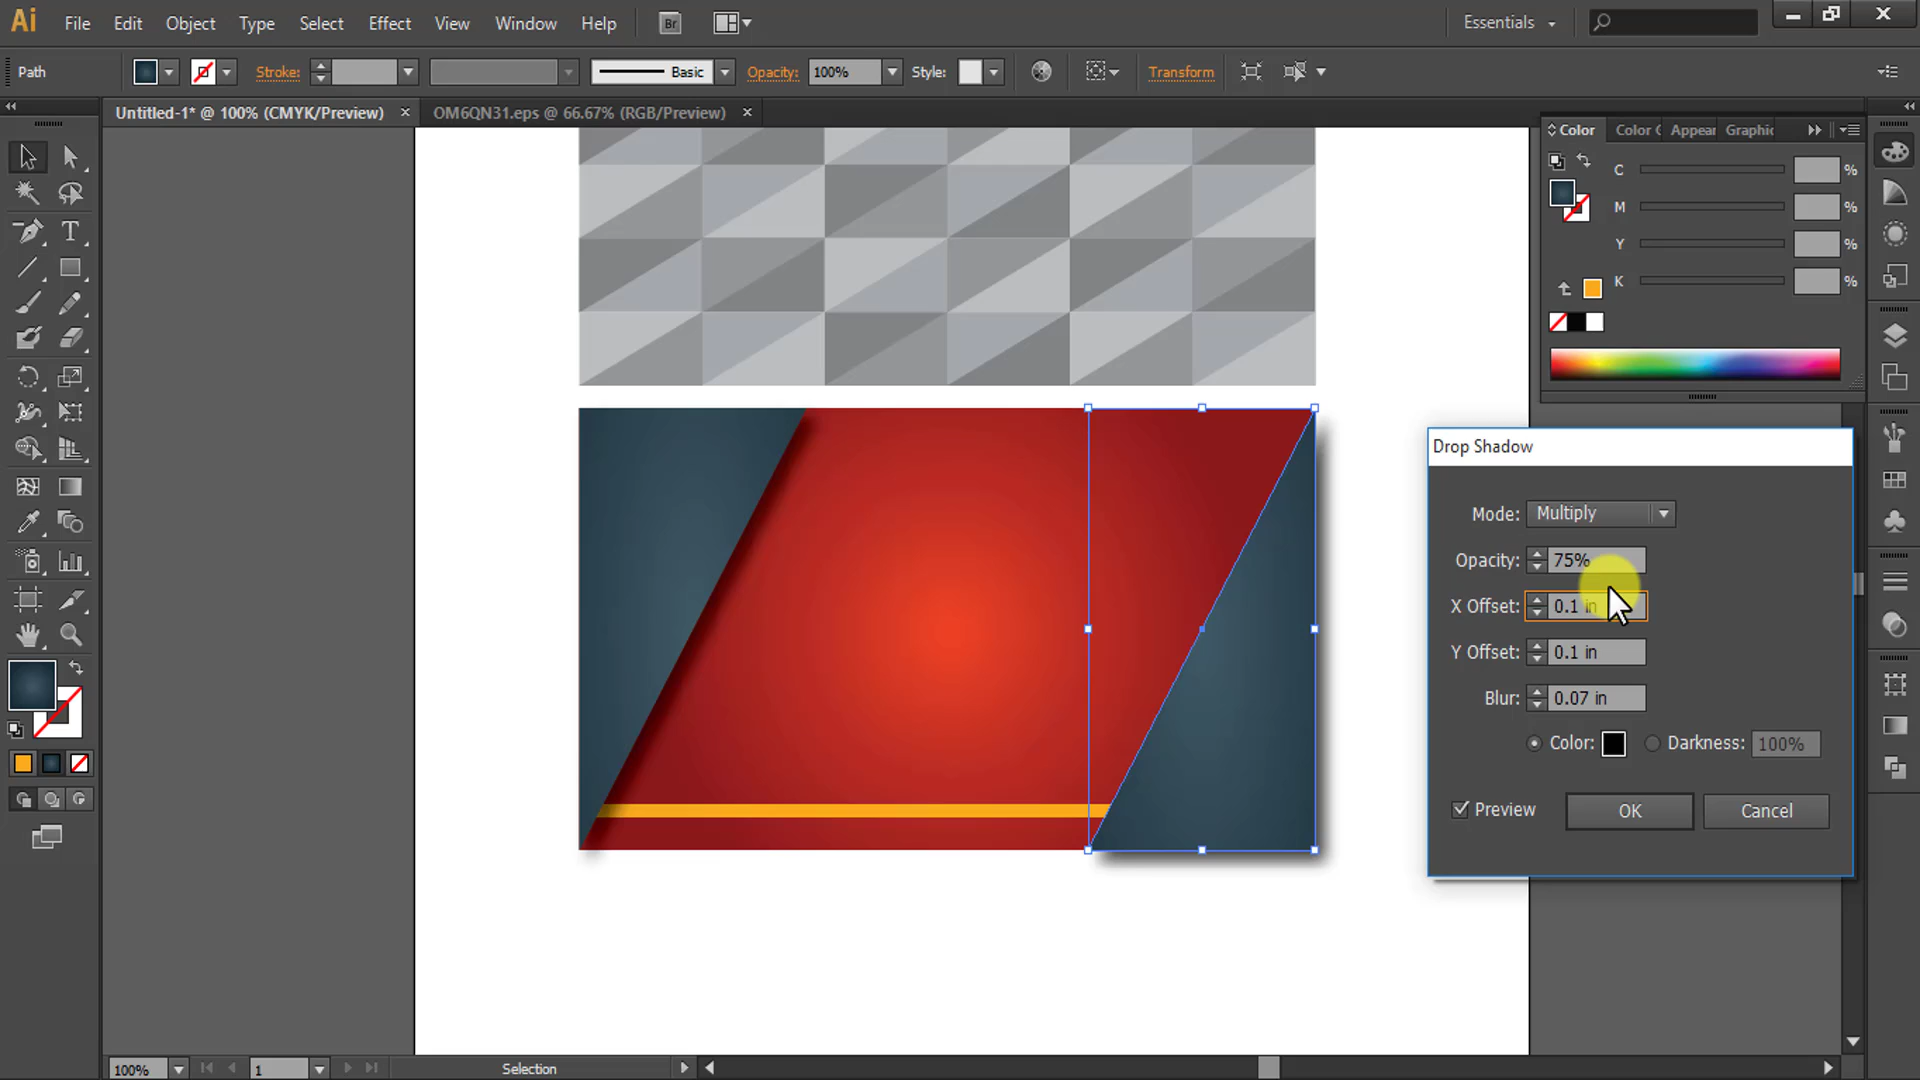 Ai File Edit Object Type Select Effect View Window Help Br Essentials
Path Stroke: Basic Opacity: 100% Style: Transform
Untitled-1* @ 100% (CMYK/Preview) × OM6QN31.eps @ 66.67% (RGB/Preview) ×
Color Color Appear Graphic
C %
M %
Y %
K %
T
Drop Shadow
Mode: Multiply
Opacity: 75%
X Offset: 0.1 in
Y Offset: 0.1 in
Blur: 0.07 in
Color: Darkness: 100%
Preview OK Cancel
100% 1 Selection